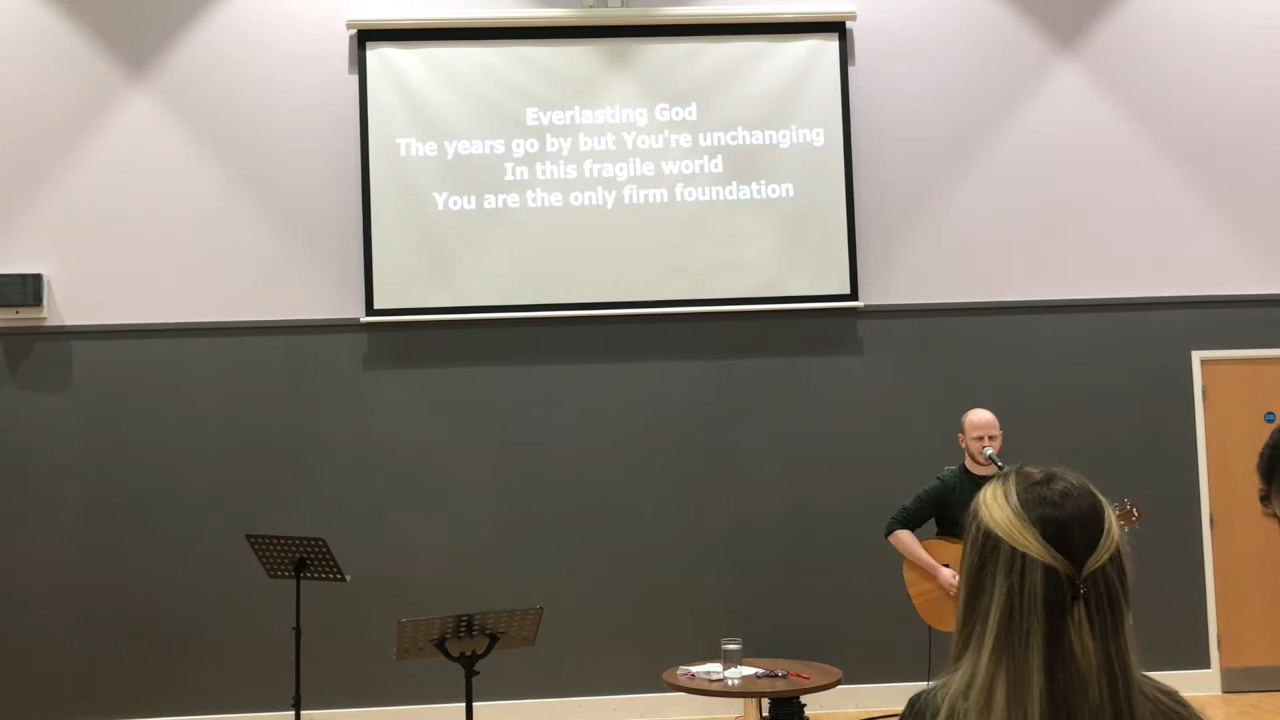 Everlasting God
The years go by but You're unchanging
In this fragile world
You are the only firm foundation